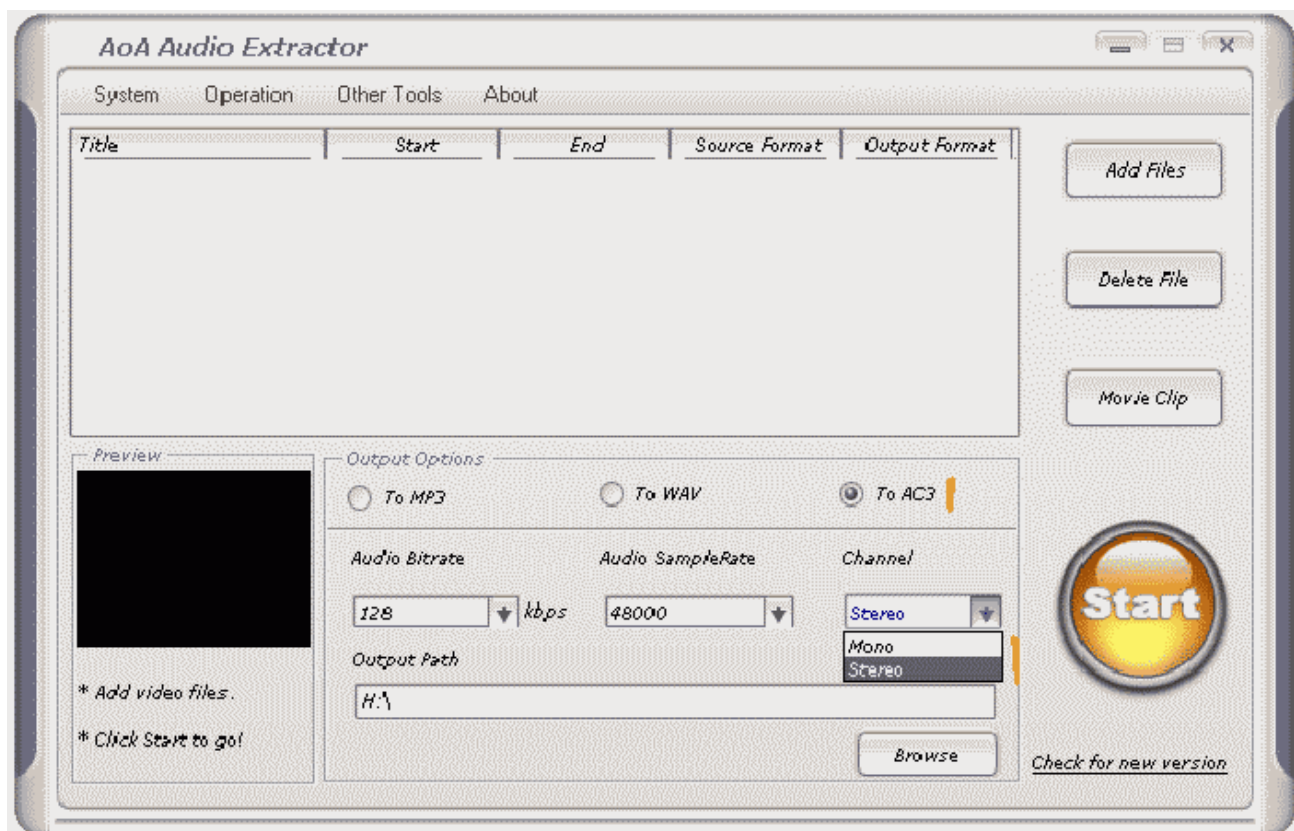 AoA Audio Extractor
System Operation Other Tools About
Title Start End Source Format Output Format
Add Files
Delete File
Movie Clip
Preview
Output Options
To MP3 To WAV To AC3
Audio Bitrate Audio SampleRate Channel
128 kbps 48000 Stereo
Mono
Stereo
Start
Output Path
H:\
* Add video files.
* Click Start to go!
Browse
Check for new version